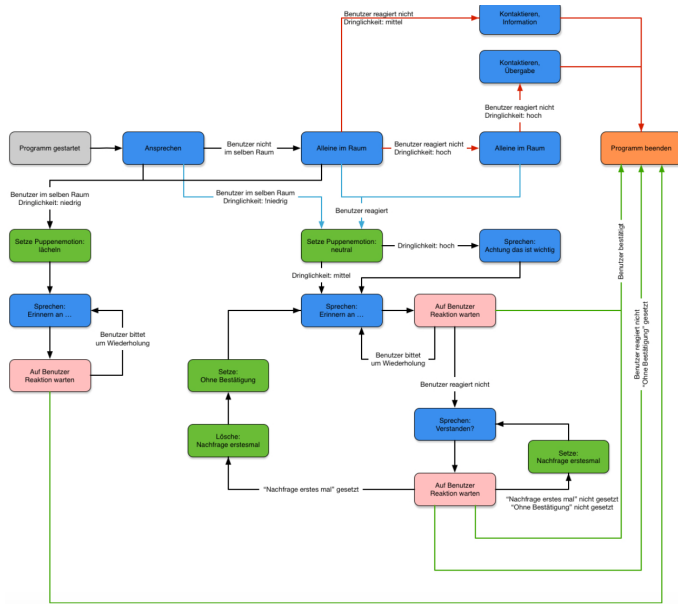 Benutzer reagiert nicht
Dringlichkeit: mittel
Kontaktieren,
Information
Kontaktieren,
Übergabe
Benutzer reagiert nicht
Dringlichkeit: hoch
Programm gestartet
Ansprechen
Benutzer nicht
im selben Raum
Alleine im Raum
Benutzer reagiert nicht
Dringlichkeit: hoch
Alleine im Raum
Programm beenden
Benutzer im selben Raum
Dringlichkeit: niedrig
Benutzer im selben Raum
Dringlichkeit: !niedrig
Benutzer reagiert
Setze Puppenemotion:
lächeln
Setze Puppenemotion:
neutral
Dringlichkeit: hoch
Sprechen:
Achtung das ist wichtig
Benutzer bestätigt
Dringlichkeit: mittel
Sprechen:
Erinnern an ...
Benutzer bittet
um Wiederholung
Sprechen:
Erinnern an ...
Auf Benutzer
Reaktion warten
Benutzer bittet
um Wiederholung
Benutzer reagiert nicht
"Ohne Bestätigung" gesetzt
Auf Benutzer
Reaktion warten
Setze:
Ohne Bestätigung
Benutzer reagiert nicht
Lösche:
Nachfrage erstesmal
Sprechen:
Verstanden?
Setze:
Nachfrage erstesmal
"Nachfrage erstes mal" gesetzt
Auf Benutzer
Reaktion warten
"Nachfrage erstes mal" nicht gesetzt
"Ohne Bestätigung" nicht gesetzt